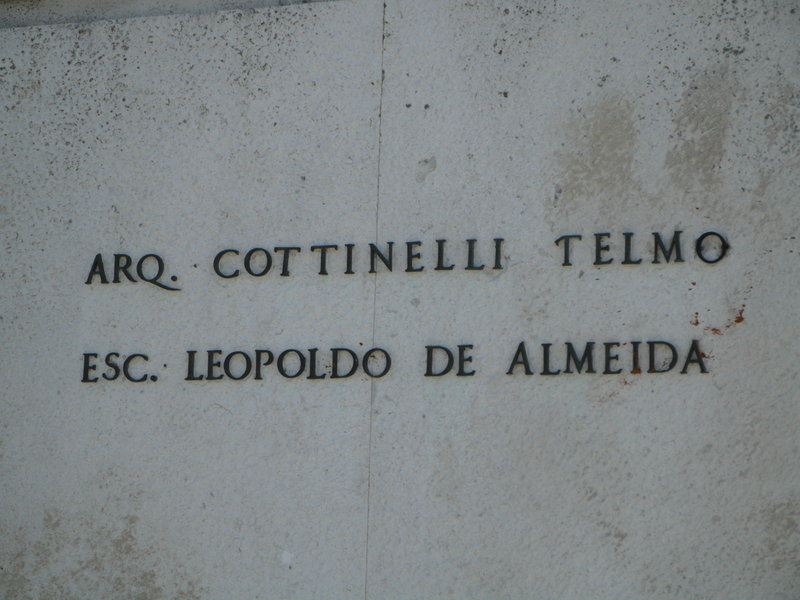 ARQ. COTTINELLI TELMO
ESC. LEOPOLDO DE ALMEIDA